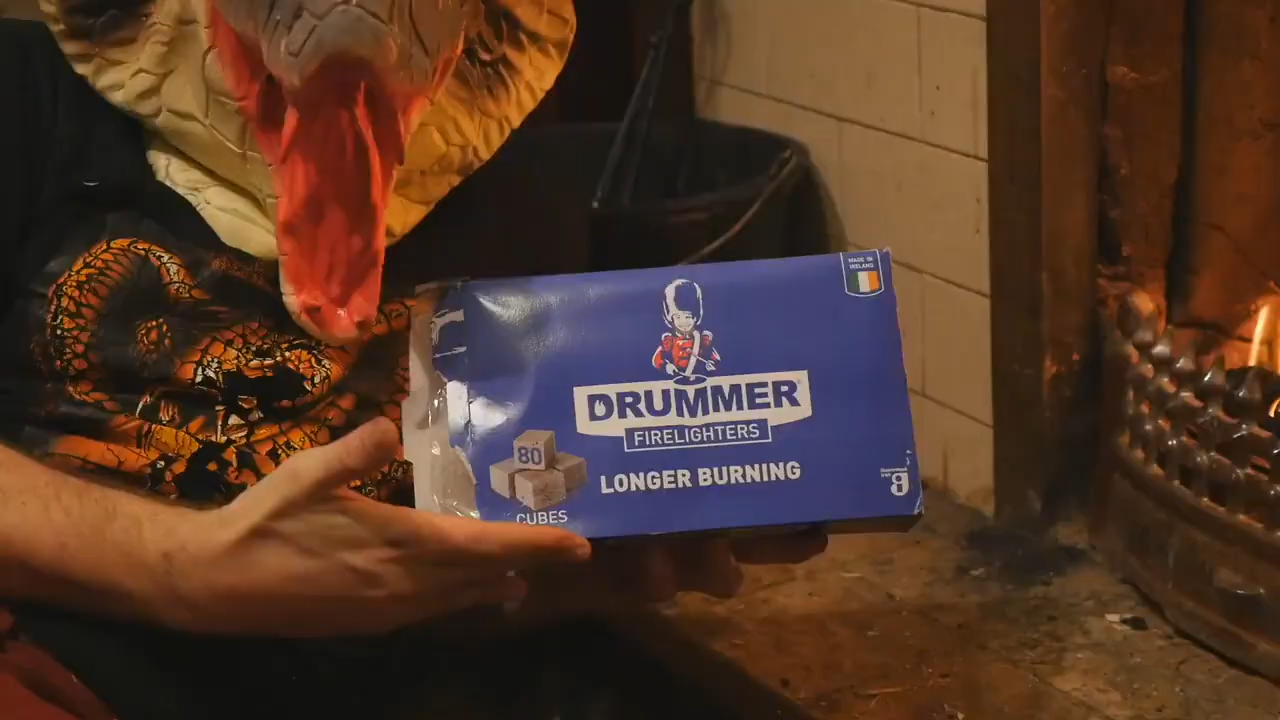 MADE IN
IRELAND
DRUMMER
FIRELIGHTERS
LONGER BURNING
80
CUBES